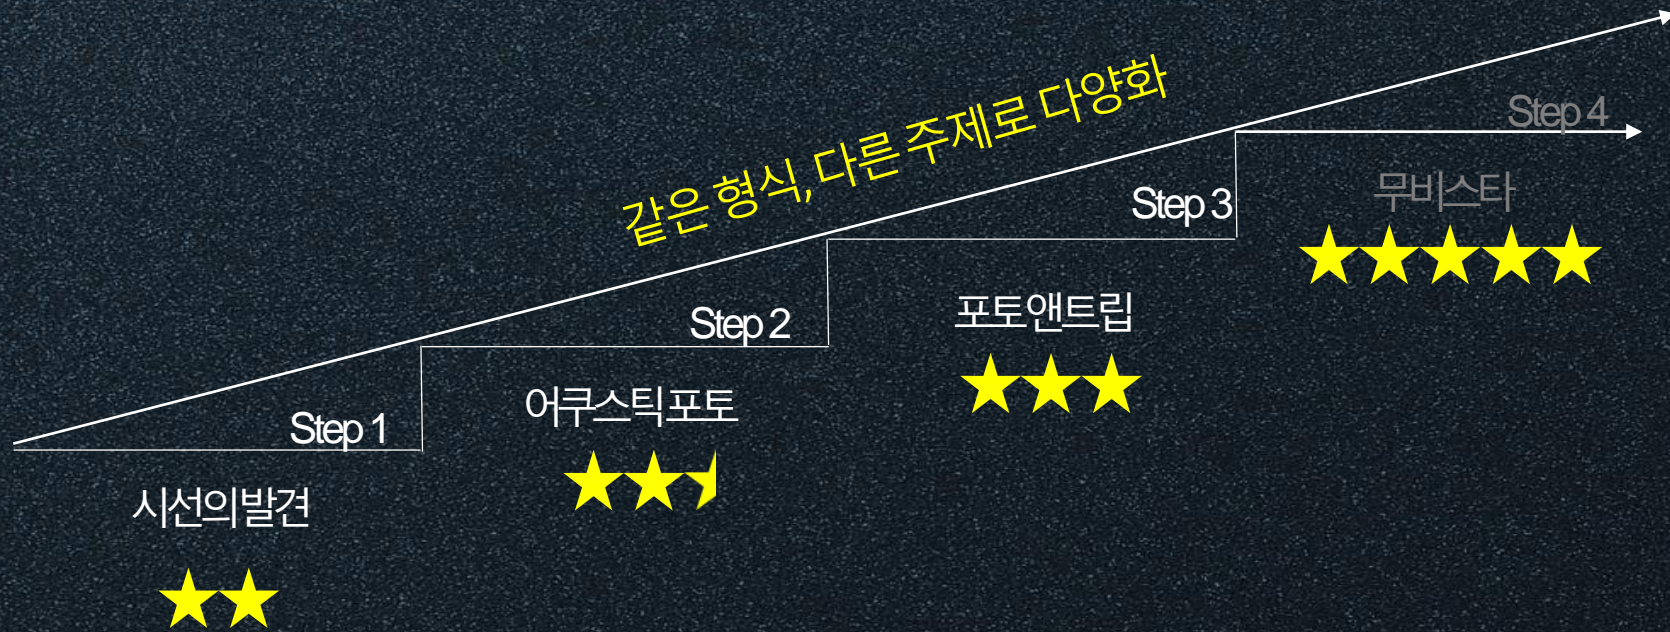 같은 형식, 다른 주제로 다양화
Step 1
시선의발견
Step 2
어쿠스틱포토
Step 3
포토앤트립
Step 4
무비스타